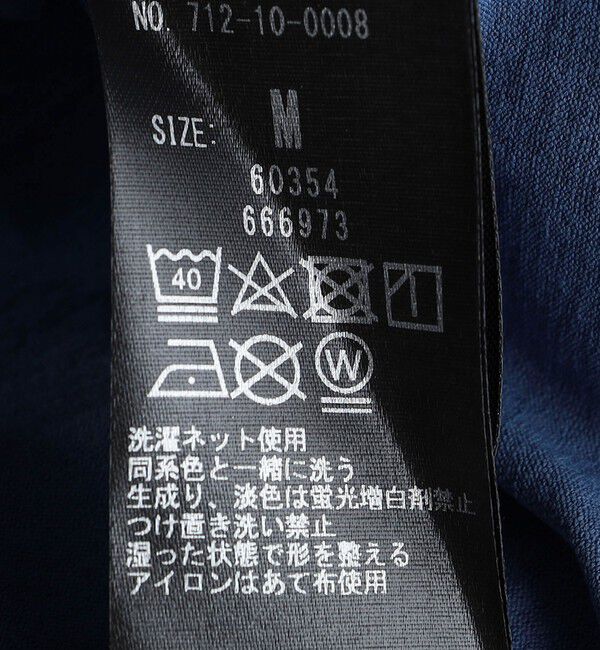 NO. 712-10-0008
SIZE: M
60354
666973
40
W
洗濯ネット使用
同系色と一緒に洗う
生成り、淡色は蛍光増白剤禁止
つけ置き洗い禁止
湿った状態で形を整える
アイロンはあて布使用